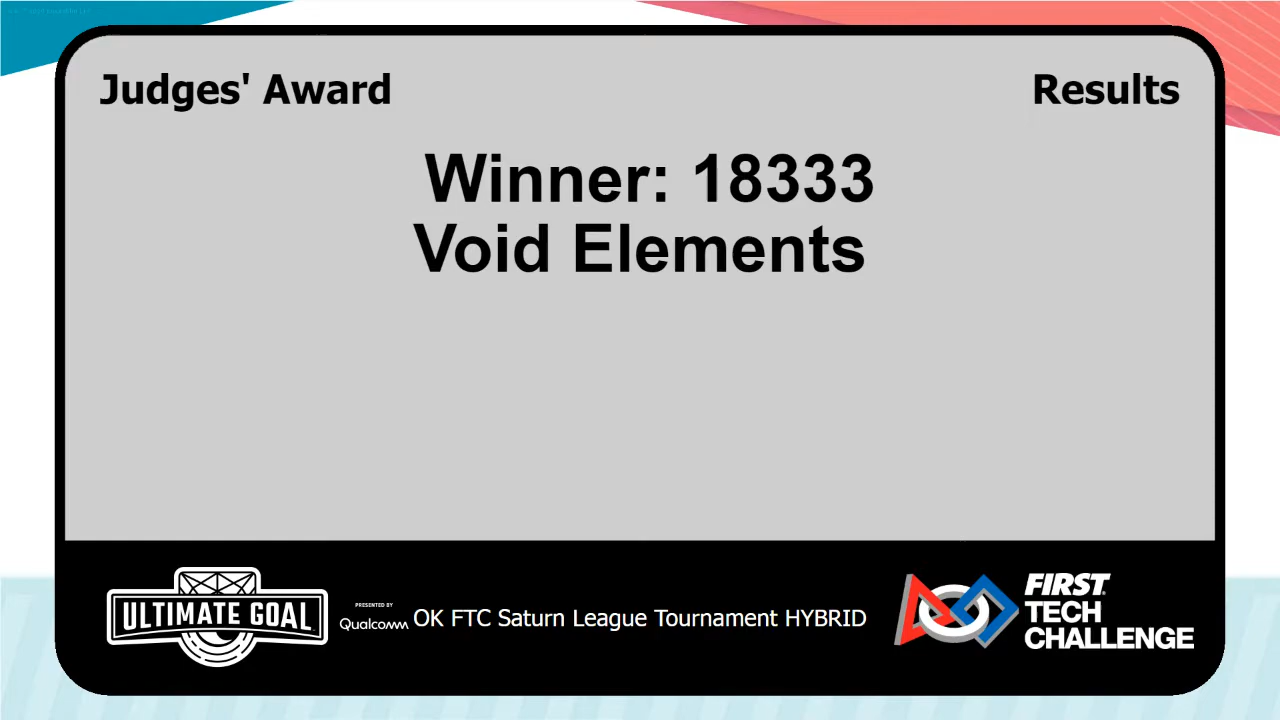 Judges' Award
Results
Winner: 18333
Void Elements
ULTIMATE GOAL
PRESENTED BY
Qualcomm
OK FTC Saturn League Tournament HYBRID
FIRST®
TECH
CHALLENGE